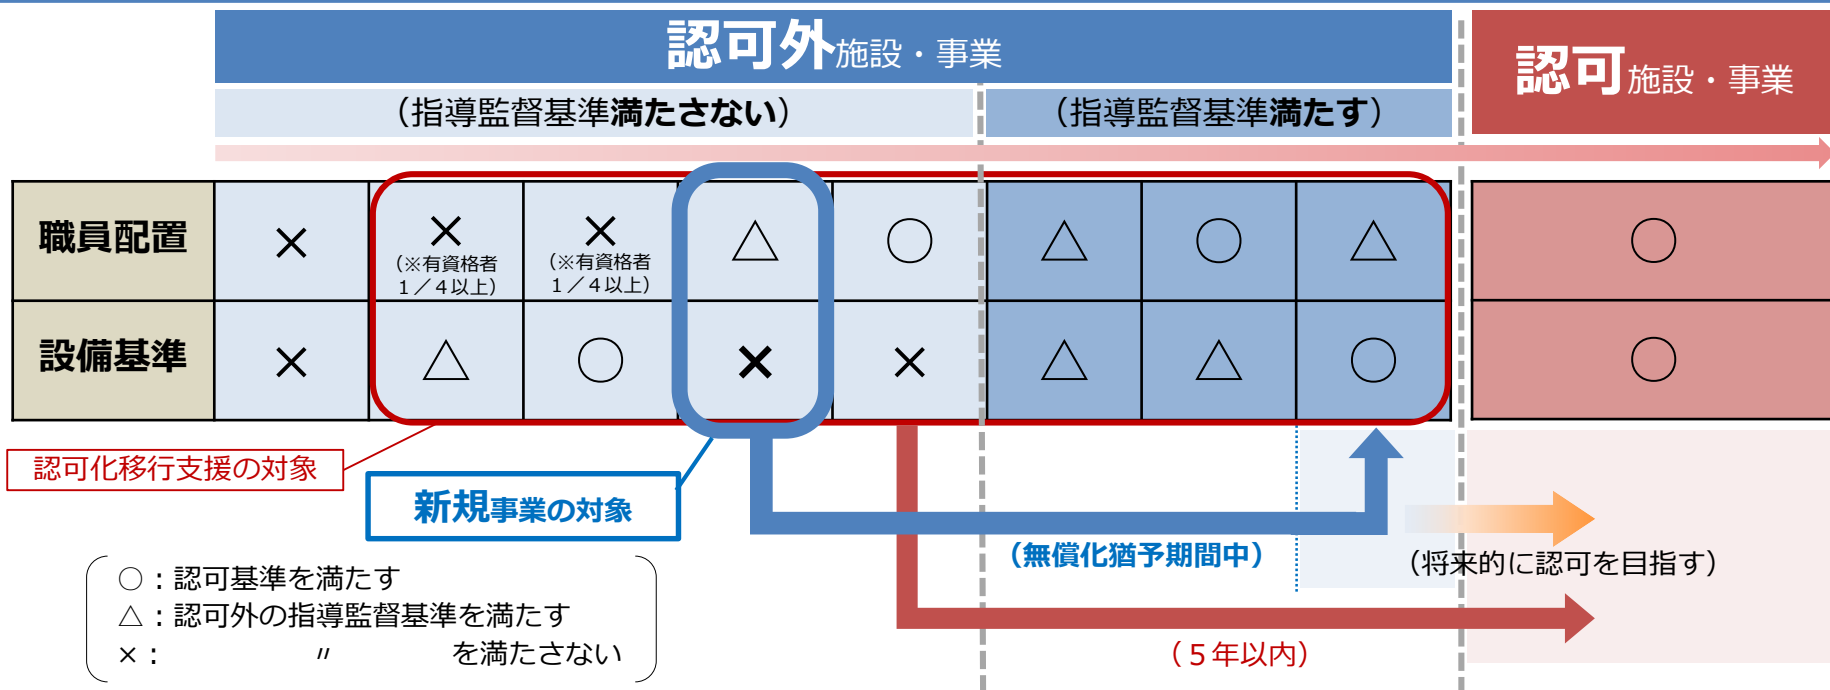 認可外施設・事業
認可施設・事業
（指導監督基準満たさない）
（指導監督基準満たす）
職員配置 × × × △ ○ △ ○ △ ○
（※有資格者
１／４以上）
（※有資格者
１／４以上）
設備基準 × △ ○ × × △ △ ○ ○
認可化移行支援の対象
新規事業の対象
（無償化猶予期間中）
（将来的に認可を目指す）
（５年以内）
○：認可基準を満たす
△：認可外の指導監督基準を満たす
×：　　　〃　　　を満たさない